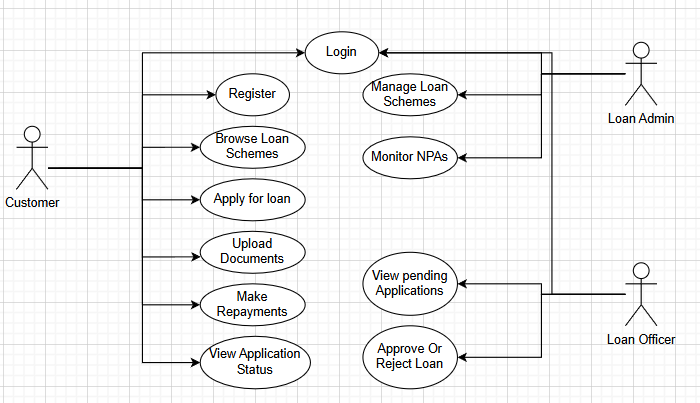 Login
Register
Manage Loan
Schemes
Loan Admin
Browse Loan
Schemes
Monitor NPAs
Customer
Apply for loan
Upload
Documents
View pending
Applications
Make
Repayments
Loan Officer
View Application
Status
Approve Or
Reject Loan